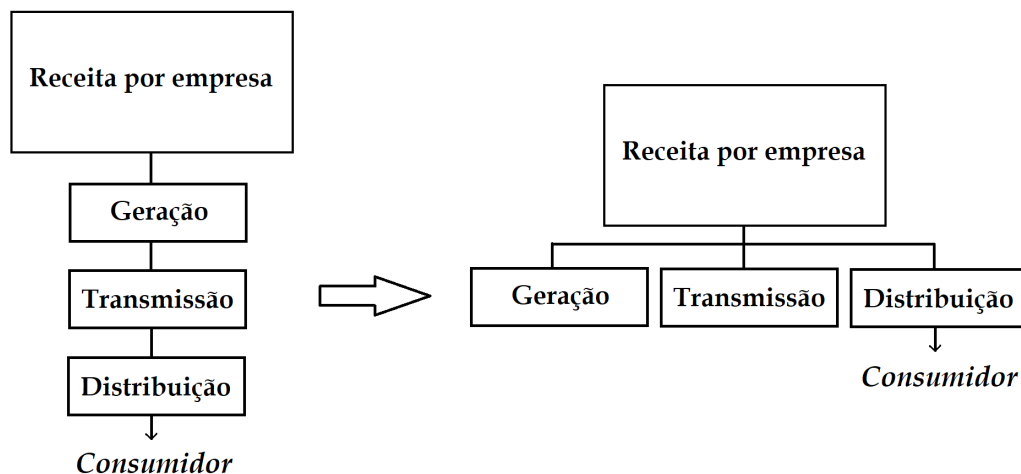 Receita por empresa
Geração
Transmissão
Distribuição
Consumidor
Receita por empresa
Geração
Transmissão
Distribuição
Consumidor